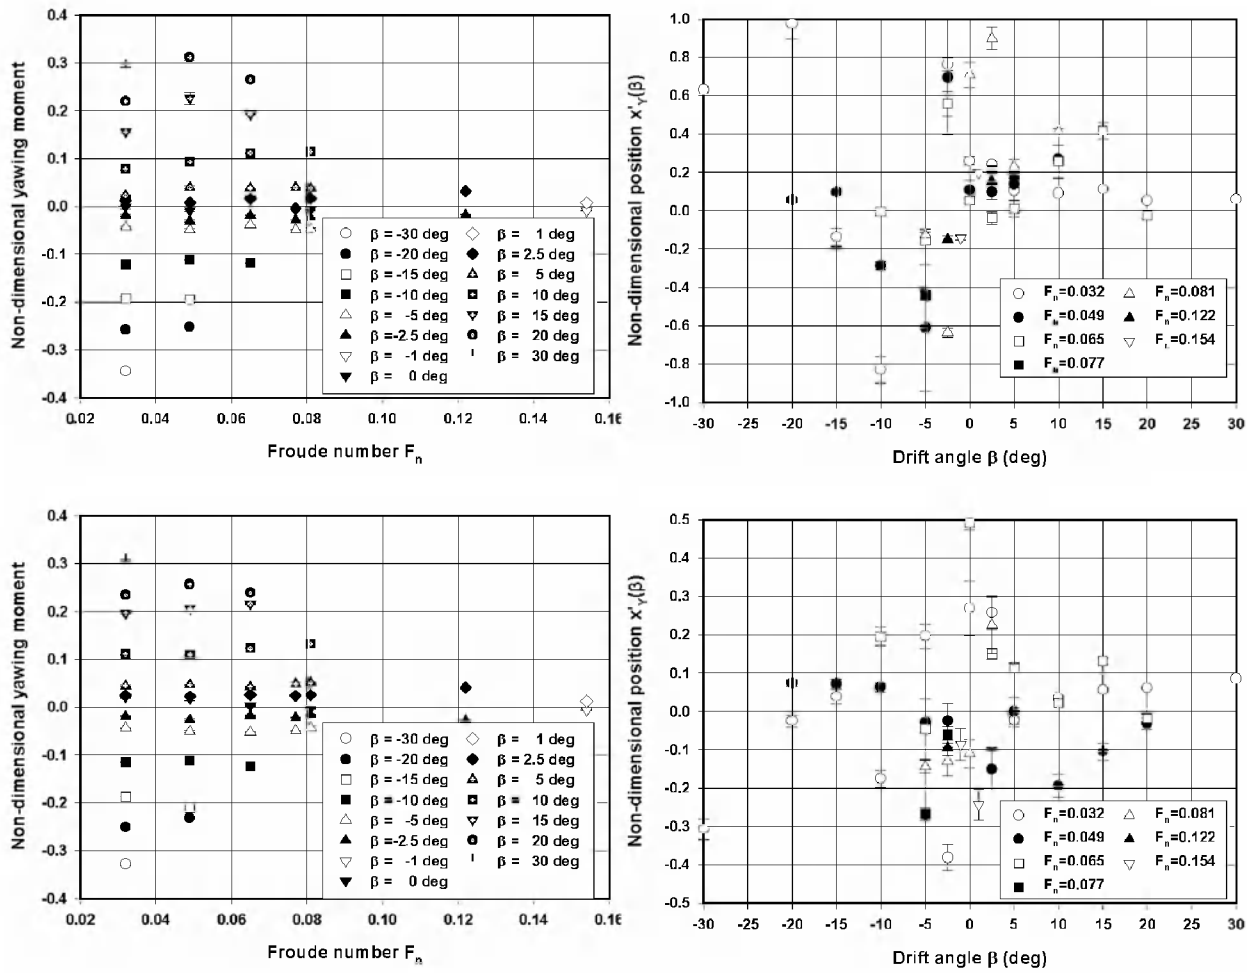 0.4
0.3
0.2
0.1
0.0
-0.1
-0.2
-0.3
-0.4
Non-dimensional yawing moment
β = -30 deg
β = -20 deg
β = -15 deg
β = -10 deg
β = -5 deg
β =-2.5 deg
β = -1 deg
β = 0 deg
β = 1 deg
β = 2.5 deg
β = 5 deg
β = 10 deg
β = 15 deg
β = 20 deg
β = 30 deg
0.02 0.04 0.06 0.08 0.10 0.12 0.14 0.16
Froude number Fn
1.0
0.8
0.6
0.4
0.2
0.0
-0.2
-0.4
-0.6
-0.8
-1.0
Non-dimensional position x'Y(β)
Fn=0.032
Fn=0.049
Fn=0.065
Fn=0.077
Fn=0.081
Fn=0.122
Fn=0.154
-30 -25 -20 -15 -10 -5 0 5 10 15 20 25 30
Drift angle β (deg)
0.4
0.3
0.2
0.1
0.0
-0.1
-0.2
-0.3
-0.4
Non-dimensional yawing moment
β = -30 deg
β = -20 deg
β = -15 deg
β = -10 deg
β = -5 deg
β =-2.5 deg
β = -1 deg
β = 0 deg
β = 1 deg
β = 2.5 deg
β = 5 deg
β = 10 deg
β = 15 deg
β = 20 deg
β = 30 deg
0.02 0.04 0.06 0.08 0.10 0.12 0.14 0.16
Froude number Fn
0.5
0.4
0.3
0.2
0.1
0.0
-0.1
-0.2
-0.3
-0.4
-0.5
Non-dimensional position x'Y(β)
Fn=0.032
Fn=0.049
Fn=0.065
Fn=0.077
Fn=0.081
Fn=0.122
Fn=0.154
-30 -25 -20 -15 -10 -5 0 5 10 15 20 25 30
Drift angle β (deg)